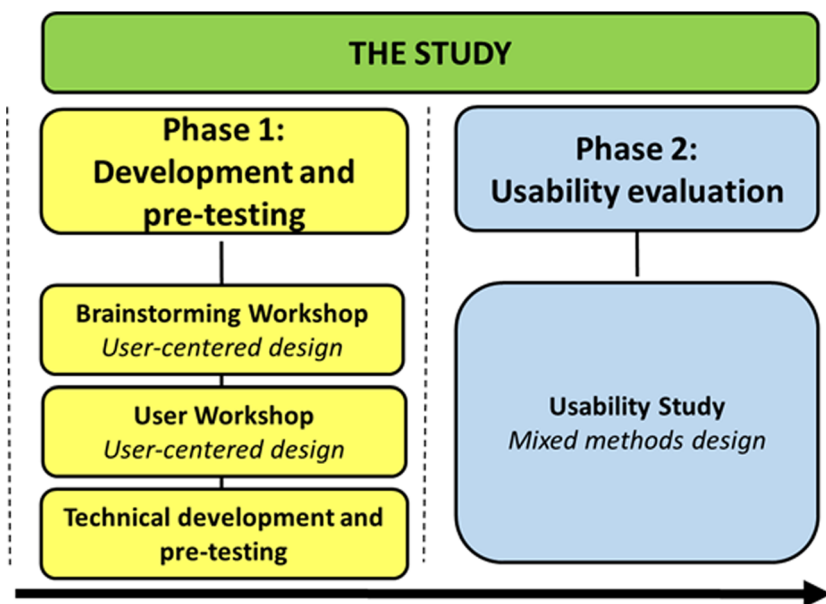 THE STUDY
Phase 1:
Development and
pre-testing
Brainstorming Workshop
User-centered design
User Workshop
User-centered design
Technical development and
pre-testing
Phase 2:
Usability evaluation
Usability Study
Mixed methods design